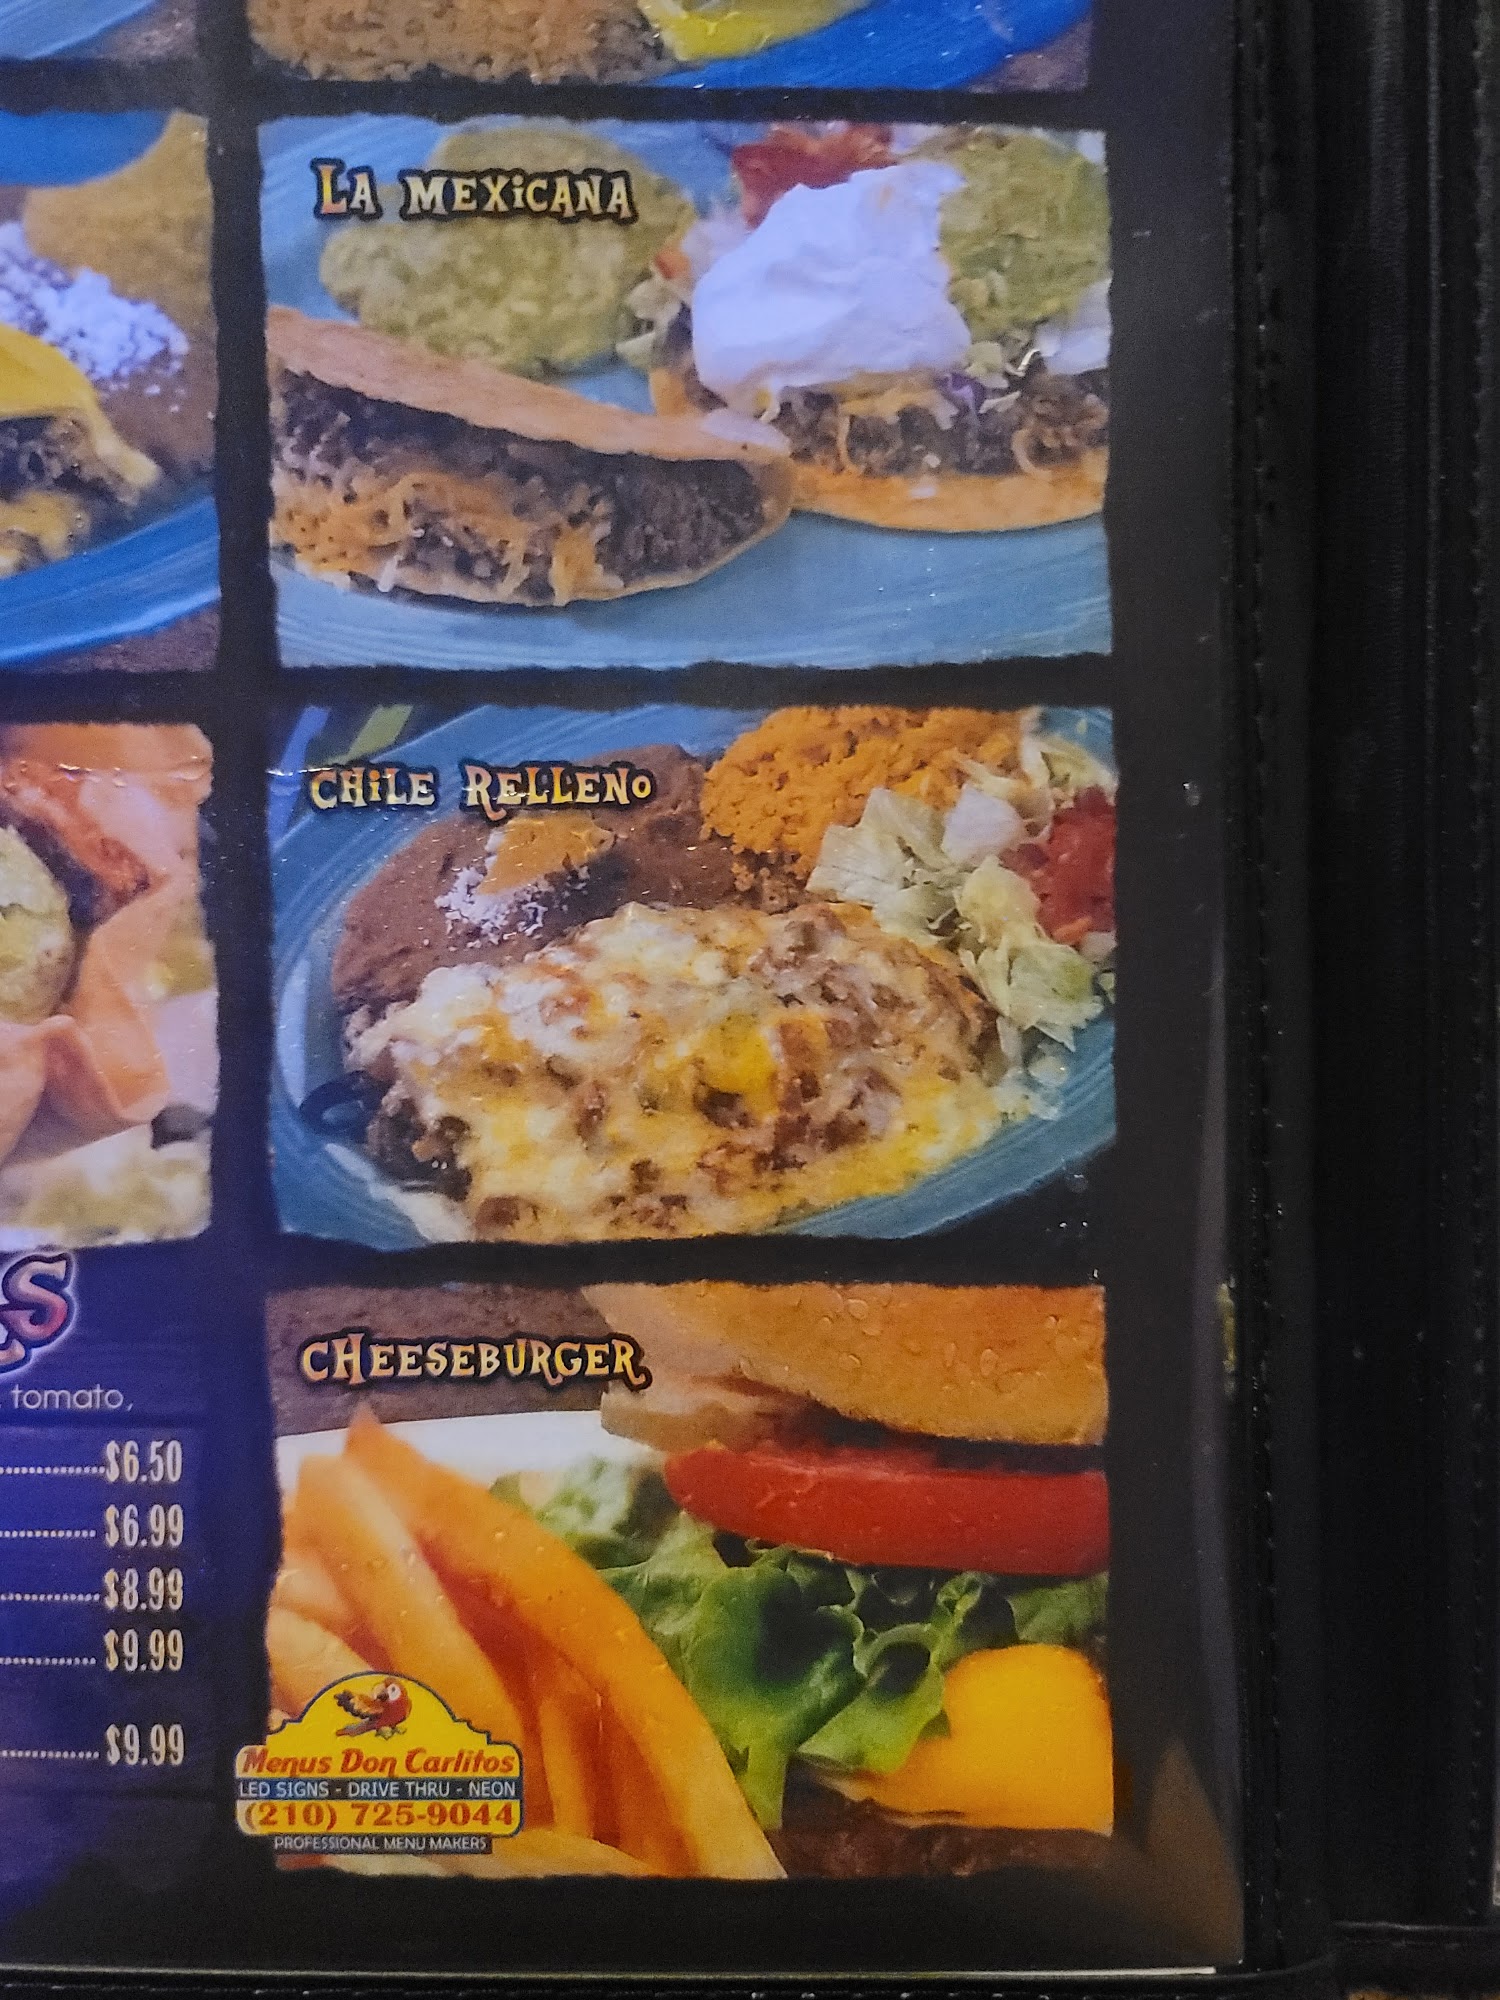 LA MEXICANA
CHILE RELLENO
CHEESEBURGER
tomato,
$6.50
$6.99
$8.99
$9.99
$9.99
Menus Don Carlitos
LED SIGNS - DRIVE THRU - NEON
(210) 725-9044
PROFESSIONAL MENU MAKERS